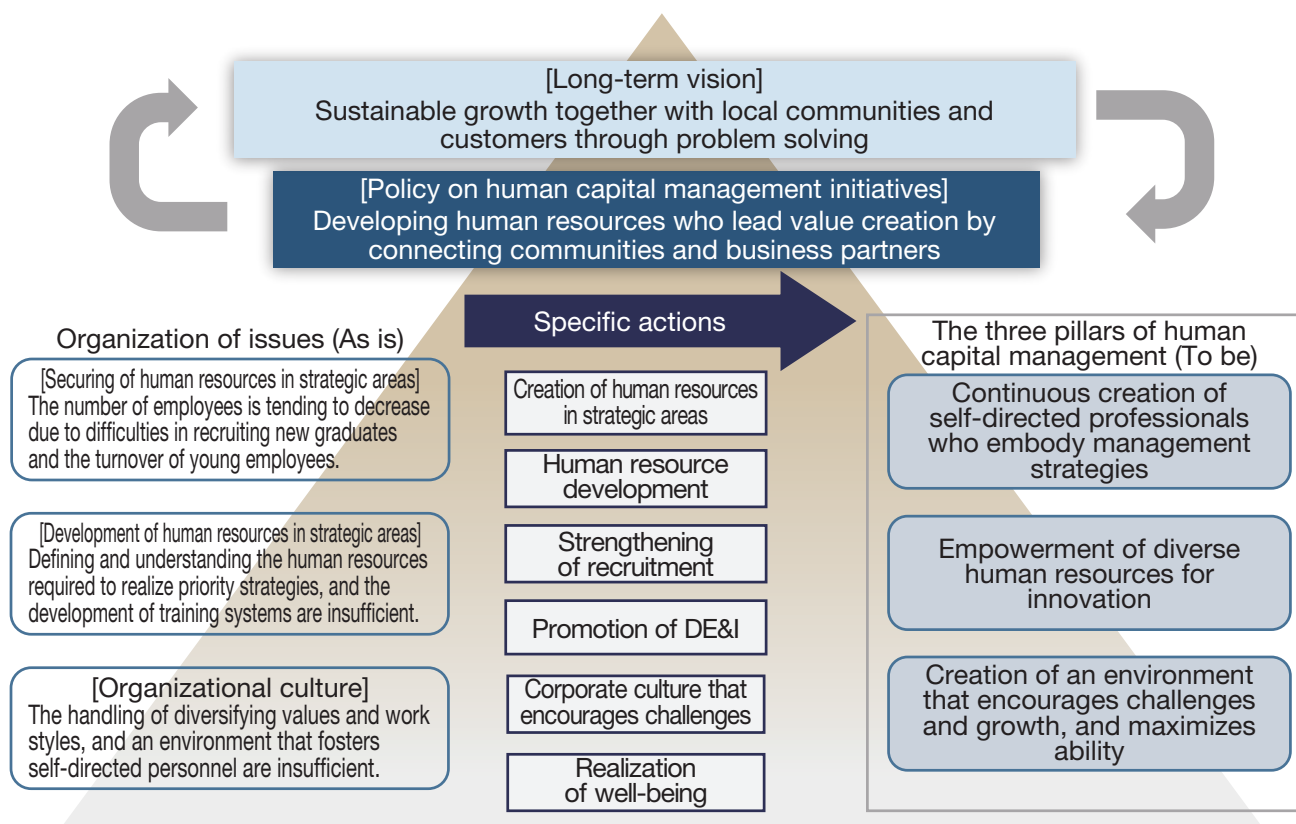 [Long-term vision]
Sustainable growth together with local communities and
customers through problem solving
[Policy on human capital management initiatives]
Developing human resources who lead value creation by
connecting communities and business partners
Organization of issues (As is)
[Securing of human resources in strategic areas]
The number of employees is tending to decrease
due to difficulties in recruiting new graduates
and the turnover of young employees.
[Development of human resources in strategic areas]
Defining and understanding the human resources
required to realize priority strategies, and the
development of training systems are insufficient.
[Organizational culture]
The handling of diversifying values and work
styles, and an environment that fosters
self-directed personnel are insufficient.
Specific actions
Creation of human resources
in strategic areas
Human resource
development
Strengthening
of recruitment
Promotion of DE&I
Corporate culture that
encourages challenges
Realization
of well-being
The three pillars of human
capital management (To be)
Continuous creation of
self-directed professionals
who embody management
strategies
Empowerment of diverse
human resources for
innovation
Creation of an environment
that encourages challenges
and growth, and maximizes
ability